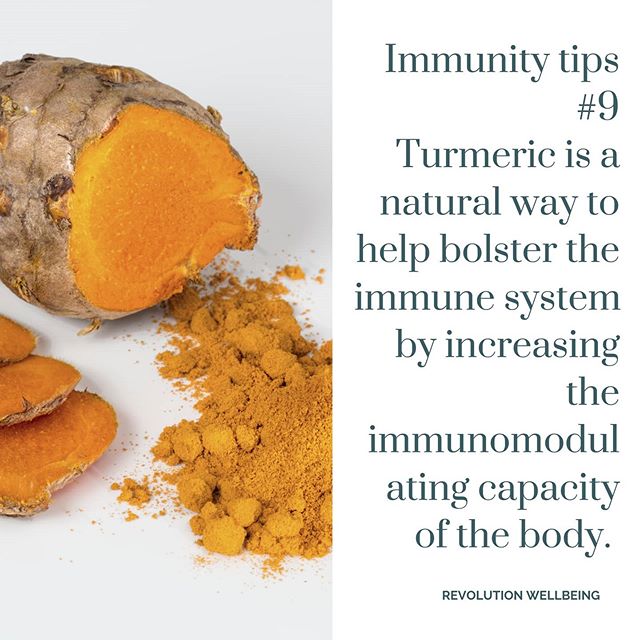 Immunity tips
#9
Turmeric is a
natural way to
help bolster the
immune system
by increasing
the
immunomodul
ating capacity
of the body.
REVOLUTION WELLBEING